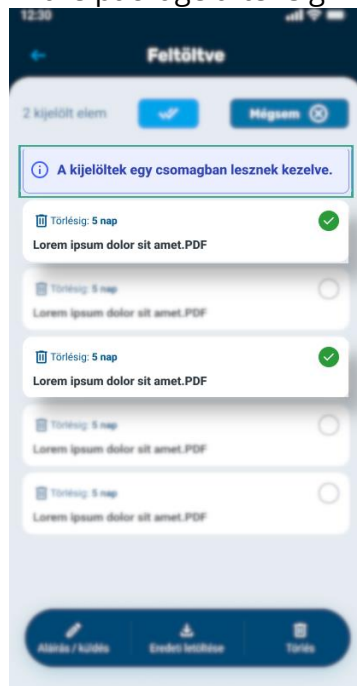 12:30
Feltöltve
2 kijelölt elem
Mégsem
A kijelöltek egy csomagban lesznek kezelve.
Törlésig: 5 nap
Lorem ipsum dolor sit amet.PDF
Törlésig: 5 nap
Lorem ipsum dolor sit amet.PDF
Törlésig: 5 nap
Lorem ipsum dolor sit amet.PDF
Törlésig: 5 nap
Lorem ipsum dolor sit amet.PDF
Törlésig: 5 nap
Lorem ipsum dolor sit amet.PDF
Aláírás / küldés
Eredeti letöltése
Törlés